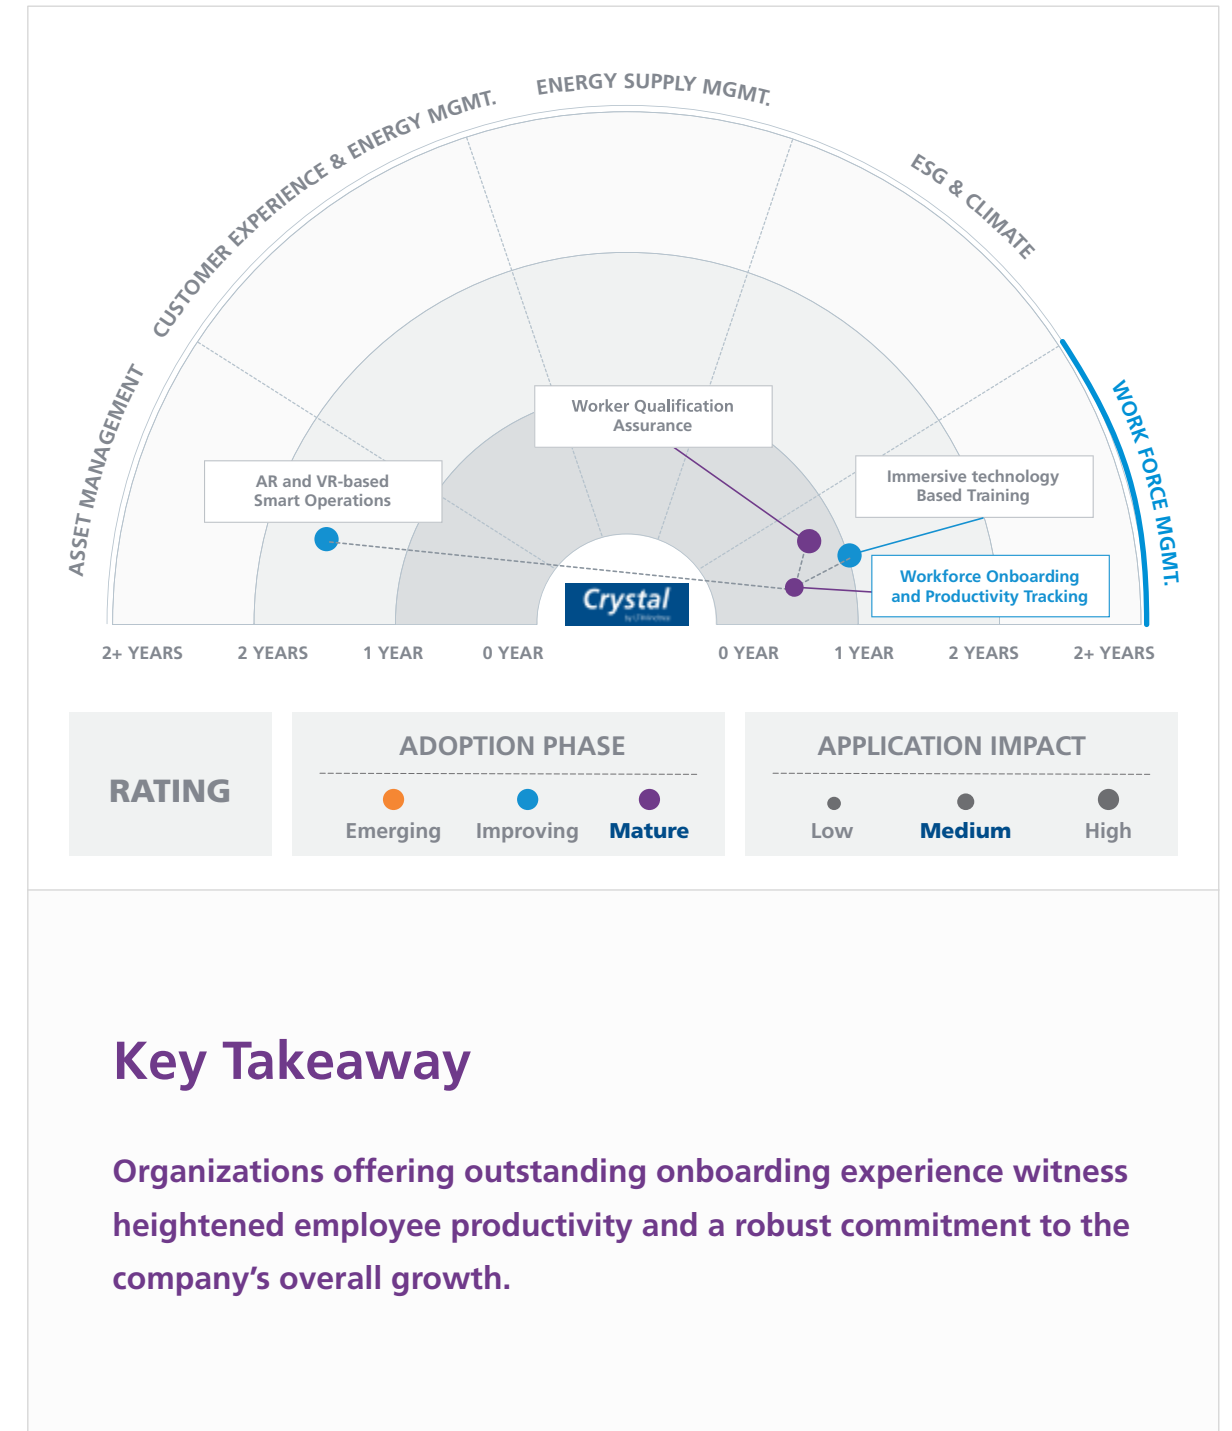 ENERGY SUPPLY MGMT.
CUSTOMER EXPERIENCE & ENERGY MGMT.
ESG & CLIMATE
ASSET MANAGEMENT
WORK FORCE MGMT.
Worker Qualification
Assurance
AR and VR-based
Smart Operations
Immersive technology
Based Training
Workforce Onboarding
and Productivity Tracking
Crystal
2+ YEARS
2 YEARS
1 YEAR
0 YEAR
0 YEAR
1 YEAR
2 YEARS
2+ YEARS
RATING
ADOPTION PHASE
Emerging
Improving
Mature
APPLICATION IMPACT
Low
Medium
High
Key Takeaway
Organizations offering outstanding onboarding experience witness
heightened employee productivity and a robust commitment to the
company’s overall growth.